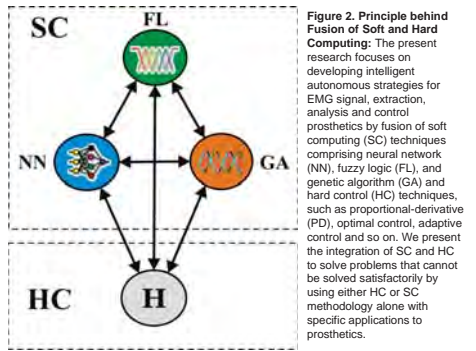 SC
FL
NN
GA
HC
H
Figure 2. Principle behind
Fusion of Soft and Hard
Computing: The present
research focuses on
developing intelligent
autonomous strategies for
EMG signal, extraction,
analysis and control
prosthetics by fusion of soft
computing (SC) techniques
comprising neural network
(NN), fuzzy logic (FL), and
genetic algorithm (GA) and
hard control (HC) techniques,
such as proportional-derivative
(PD), optimal control, adaptive
control and so on. We present
the integration of SC and HC
to solve problems that cannot
be solved satisfactorily by
using either HC or SC
methodology alone with
specific applications to
prosthetics.